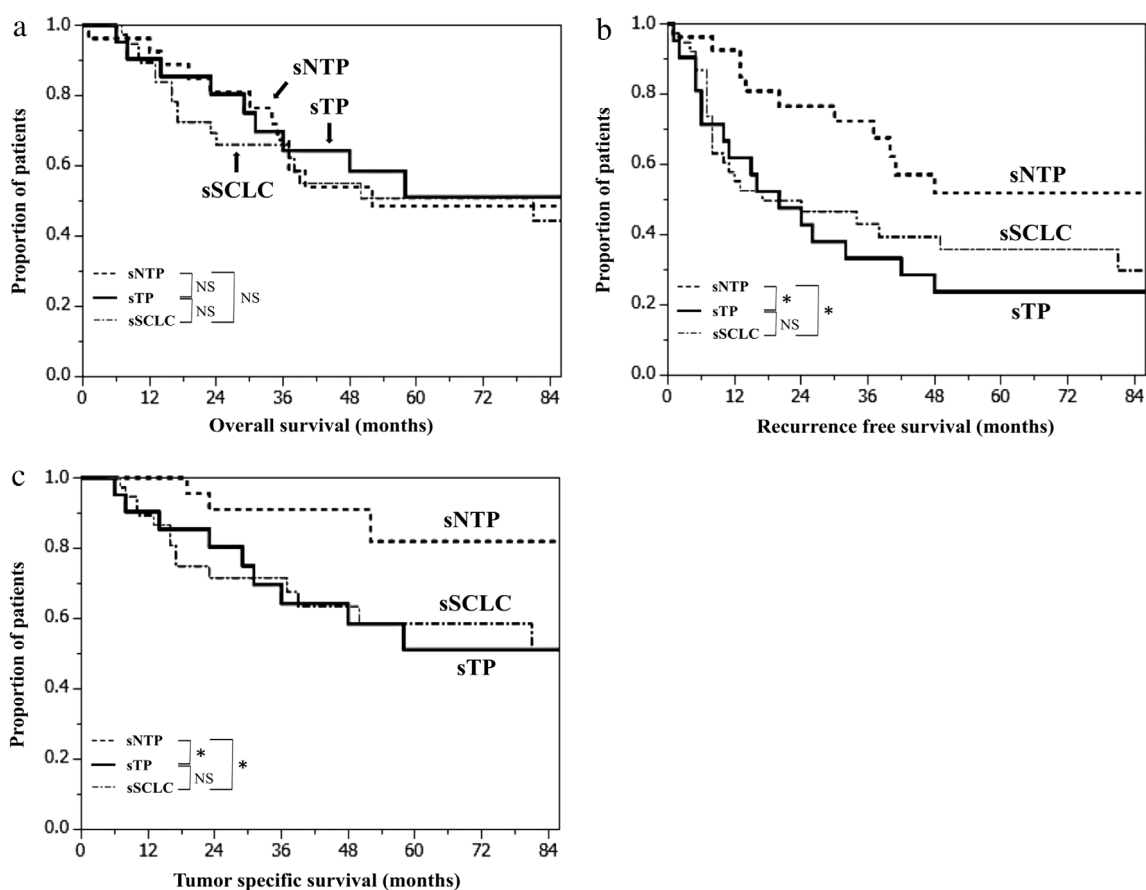 a
Proportion of patients
1.0
0.8
0.6
0.4
0.2
0.0
sNTP
sTP
sSCLC
sNTP
sTP
sSCLC
NS
NS
NS
0 12 24 36 48 60 72 84
Overall survival (months)
b
Proportion of patients
1.0
0.8
0.6
0.4
0.2
0.0
sNTP
sSCLC
sTP
sNTP
sTP
sSCLC
*
NS
*
0 12 24 36 48 60 72 84
Recurrence free survival (months)
c
Proportion of patients
1.0
0.8
0.6
0.4
0.2
0.0
sNTP
sSCLC
sTP
sNTP
sTP
sSCLC
*
NS
*
0 12 24 36 48 60 72 84
Tumor specific survival (months)